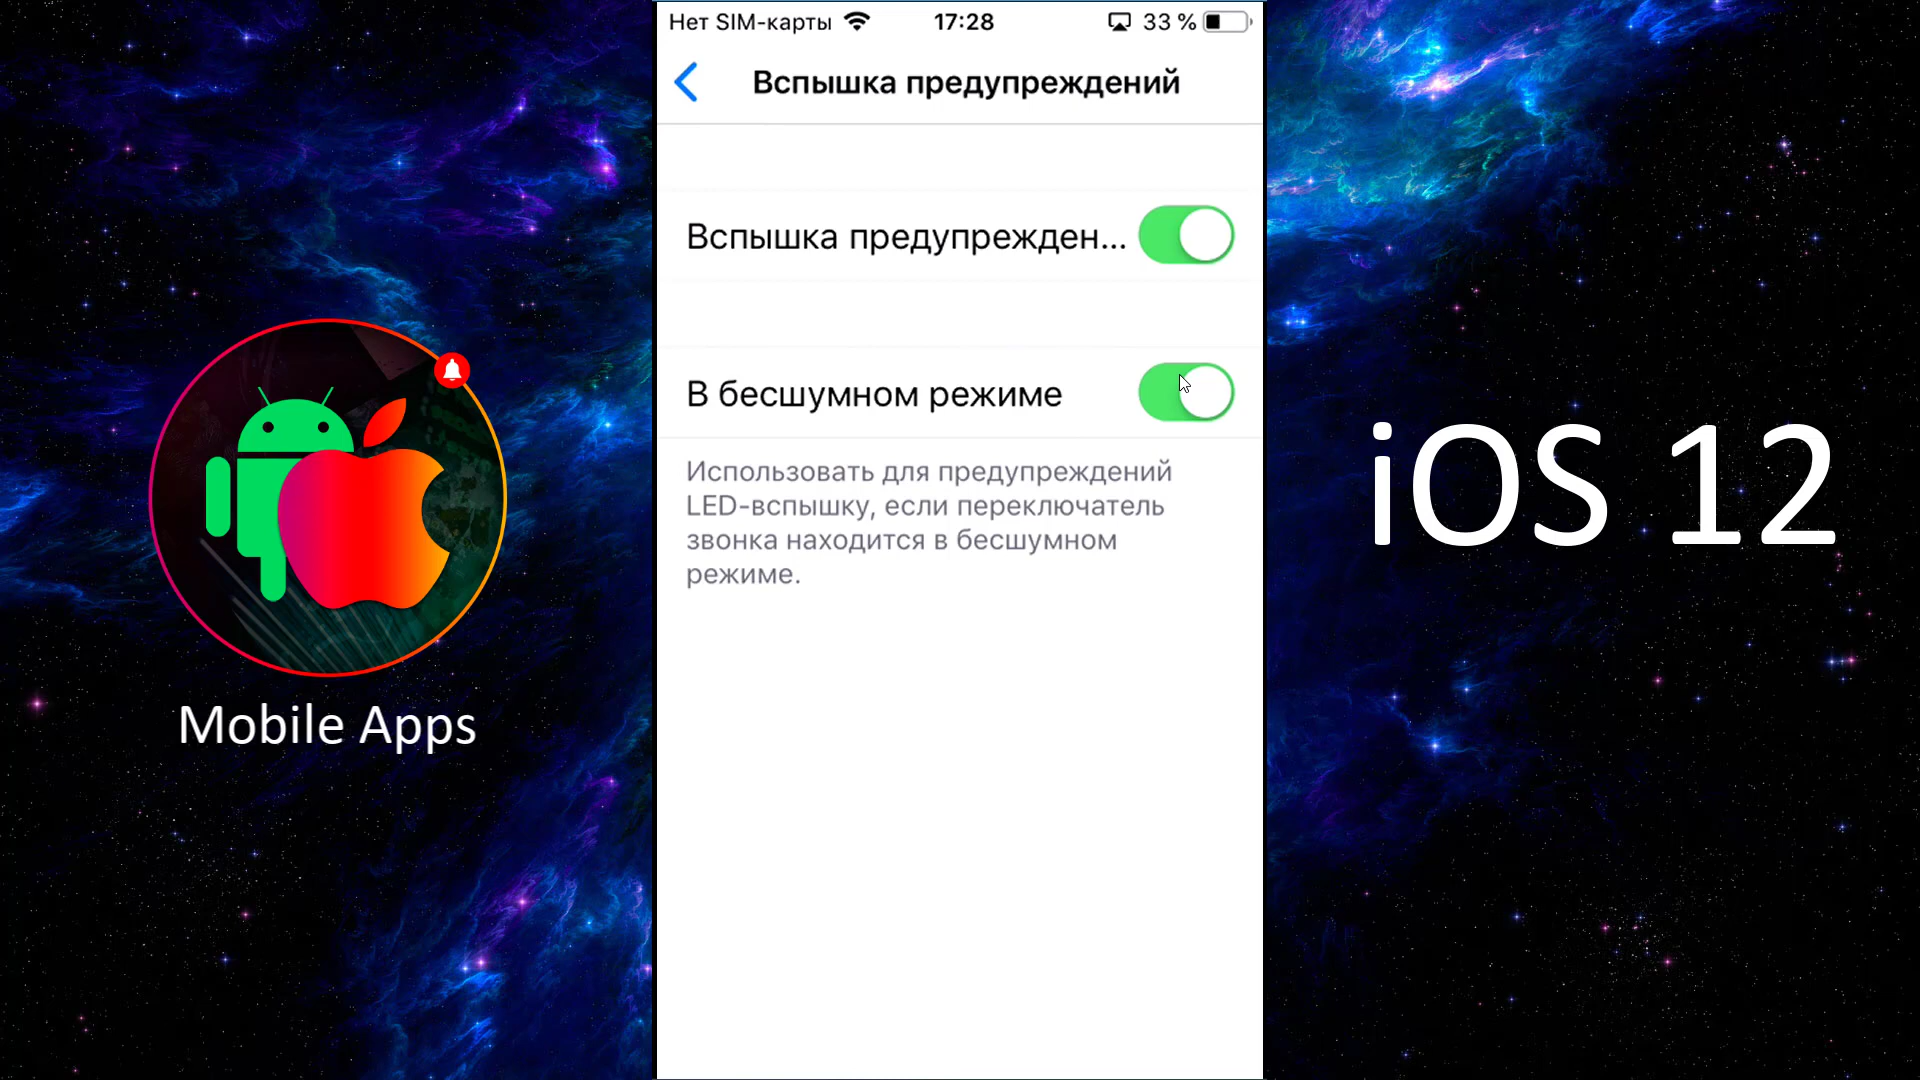 Нет SIM-карты 17:28 33 %
Вспышка предупреждений
Вспышка предупрежден...
В бесшумном режиме
Использовать для предупреждений
LED-вспышку, если переключатель
звонка находится в бесшумном
режиме.
Mobile Apps
iOS 12